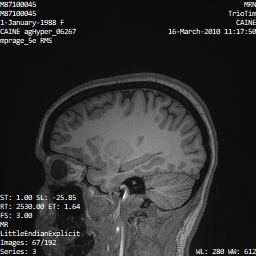 M87100045
MRN
M87100045
TrioTim
1-January-1988 F
CAINE
CAINE agHyper_06267
16-March-2010 11:17:50
mprage_5e RMS
ST: 1.00 SL: -25.85
RT: 2530.00 ET: 1.64
FS: 3.00
MR
LittleEndianExplicit
Images: 67/192
Series: 3
WL: 280 WW: 612